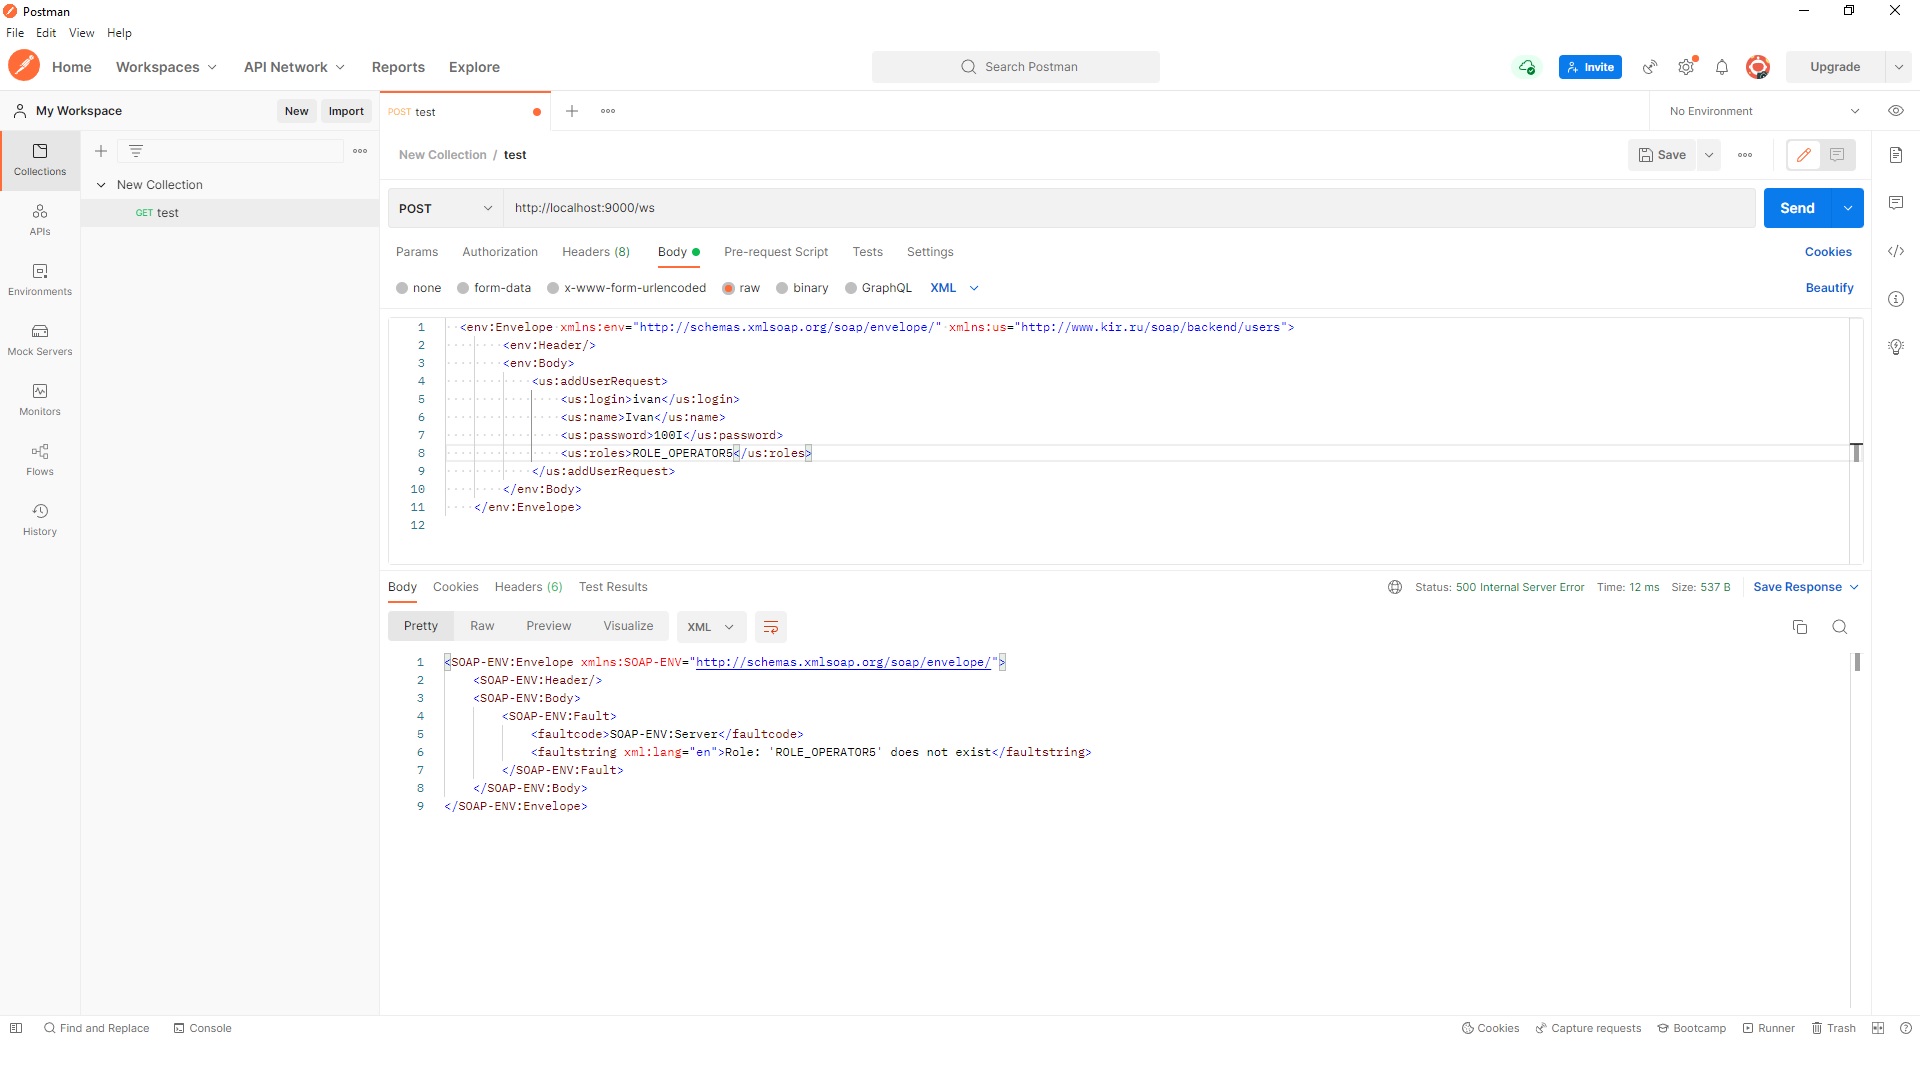 Postman
File Edit View Help
Home Workspaces API Network Reports Explore Search Postman Invite Upgrade
My Workspace New Import POST test No Environment
New Collection / test Save
Collections
New Collection
GET test
APIs
Environments
Mock Servers
Monitors
Flows
History
POST http://localhost:9000/ws Send
Params Authorization Headers (8) Body Pre-request Script Tests Settings Cookies
none form-data x-www-form-urlencoded raw binary GraphQL XML Beautify
1 <env:Envelope xmlns:env="http://schemas.xmlsoap.org/soap/envelope/" xmlns:us="http://www.kir.ru/soap/backend/users">
2 <env:Header/>
3 <env:Body>
4 <us:addUserRequest>
5 <us:login>ivan</us:login>
6 <us:name>Ivan</us:name>
7 <us:password>100I</us:password>
8 <us:roles>ROLE_OPERATOR5</us:roles>
9 </us:addUserRequest>
10 </env:Body>
11 </env:Envelope>
12
Body Cookies Headers (6) Test Results Status: 500 Internal Server Error Time: 12 ms Size: 537 B Save Response
Pretty Raw Preview Visualize XML
1 <SOAP-ENV:Envelope xmlns:SOAP-ENV="http://schemas.xmlsoap.org/soap/envelope/">
2 <SOAP-ENV:Header/>
3 <SOAP-ENV:Body>
4 <SOAP-ENV:Fault>
5 <faultcode>SOAP-ENV:Server</faultcode>
6 <faultstring xml:lang="en">Role: 'ROLE_OPERATOR5' does not exist</faultstring>
7 </SOAP-ENV:Fault>
8 </SOAP-ENV:Body>
9 </SOAP-ENV:Envelope>
Find and Replace Console Cookies Capture requests Bootcamp Runner Trash